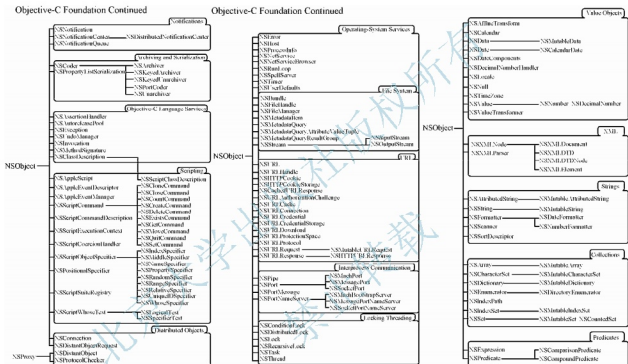 Objective-C Foundation Continued
Notifications
NSNotification
NSNotificationCenter NSDistributedNotificationCenter
NSNotificationQueue
Archiving and Serialization
NSCoder NSArchiver
NSPropertyListSerialization NSKeyedArchiver
NSKeyedUnarchiver
NSPortCoder
NSUnarchiver
Objective-C Language Services
NSAssertionHandler
NSAutoreleasePool
NSException
NSUndoManager
NSInvocation
NSMethodSignature
NSClassDescription NSScriptClassDescription
NSObject
Scripting
NSAppleScript
NSAppleEventDescriptor
NSAppleEventManager
NSScriptCommand
NSScriptCommandDescription
NSScriptExecutionContext
NSScriptCoercionHandler
NSScriptObjectSpecifier
NSPositionalSpecifier
NSScriptSuiteRegistry
NSScriptWhoseTest
NSCloneCommand
NSCloseCommand
NSCountCommand
NSCreateCommand
NSDeleteCommand
NSExistsCommand
NSGetCommand
NSMoveCommand
NSQuitCommand
NSSetCommand
NSIndexSpecifier
NSMiddleSpecifier
NSNameSpecifier
NSPropertySpecifier
NSRandomSpecifier
NSRangeSpecifier
NSRelativeSpecifier
NSUniqueIDSpecifier
NSWhoseSpecifier
NSLogicalTest
NSSpecifierTest
Distributed Objects
NSConnection
NSDistantObjectRequest
NSDistantObject
NSProtocolChecker
NSProxy
Objective-C Foundation Continued
Operating-System Services
NSError
NSHost
NSProcessInfo
NSNetService
NSNetServiceBrowser
NSRunLoop
NSSpellServer
NSTimer
NSUserDefaults
File System
NSBundle
NSFileHandle
NSFileManager
NSMetadataItem
NSMetadataQuery
NSMetadataQueryAttributeValueTuple
NSMetadataQueryResultGroup NSInputStream
NSStream NSOutputStream
NSObject
URL
NSURL
NSURLHandle
NSHTTPCookie
NSHTTPCookieStorage
NSCachedURLResponse
NSURLAuthenticationChallenge
NSURLCache
NSURLConnection
NSURLCredential
NSURLCredentialStorage
NSURLDownload
NSURLProtectionSpace
NSURLProtocol
NSURLRequest NSMutableURLRequest
NSURLResponse NSHTTPURLResponse
Interprocess Communication
NSPipe
NSPort
NSPortMessage
NSPortNameServer
NSMachPort
NSMessagePort
NSSocketPort
NSMachBootstrapServer
NSMessagePortNameServer
NSSocketPortNameServer
Locking/Threading
NSConditionLock
NSDistributedLock
NSLock
NSRecursiveLock
NSTask
NSThread
Value Objects
NSAffineTransform
NSCalendar
NSData NSMutableData
NSDate NSCalendarDate
NSDateComponents
NSDecimalNumberHandler
NSLocale
NSNull
NSTimeZone
NSValue NSNumber NSDecimalNumber
NSValueTransformer
NSObject
XML
NSXMLNode
NSXMLParser
NSXMLDocument
NSXMLDTD
NSXMLDTDNode
NSXMLElement
Strings
NSAttributedString NSMutableAttributedString
NSString NSMutableString
NSFormatter NSDateFormatter
NSScanner NSNumberFormatter
NSSortDescriptor
Collections
NSArray NSMutableArray
NSCharacterSet NSMutableCharacterSet
NSDictionary NSMutableDictionary
NSEnumerator NSDirectoryEnumerator
NSIndexPath
NSIndexSet NSMutableIndexSet
NSSet NSMutableSet NSCountedSet
Predicates
NSExpression NSComparisonPredicate
NSPredicate NSCompoundPredicate